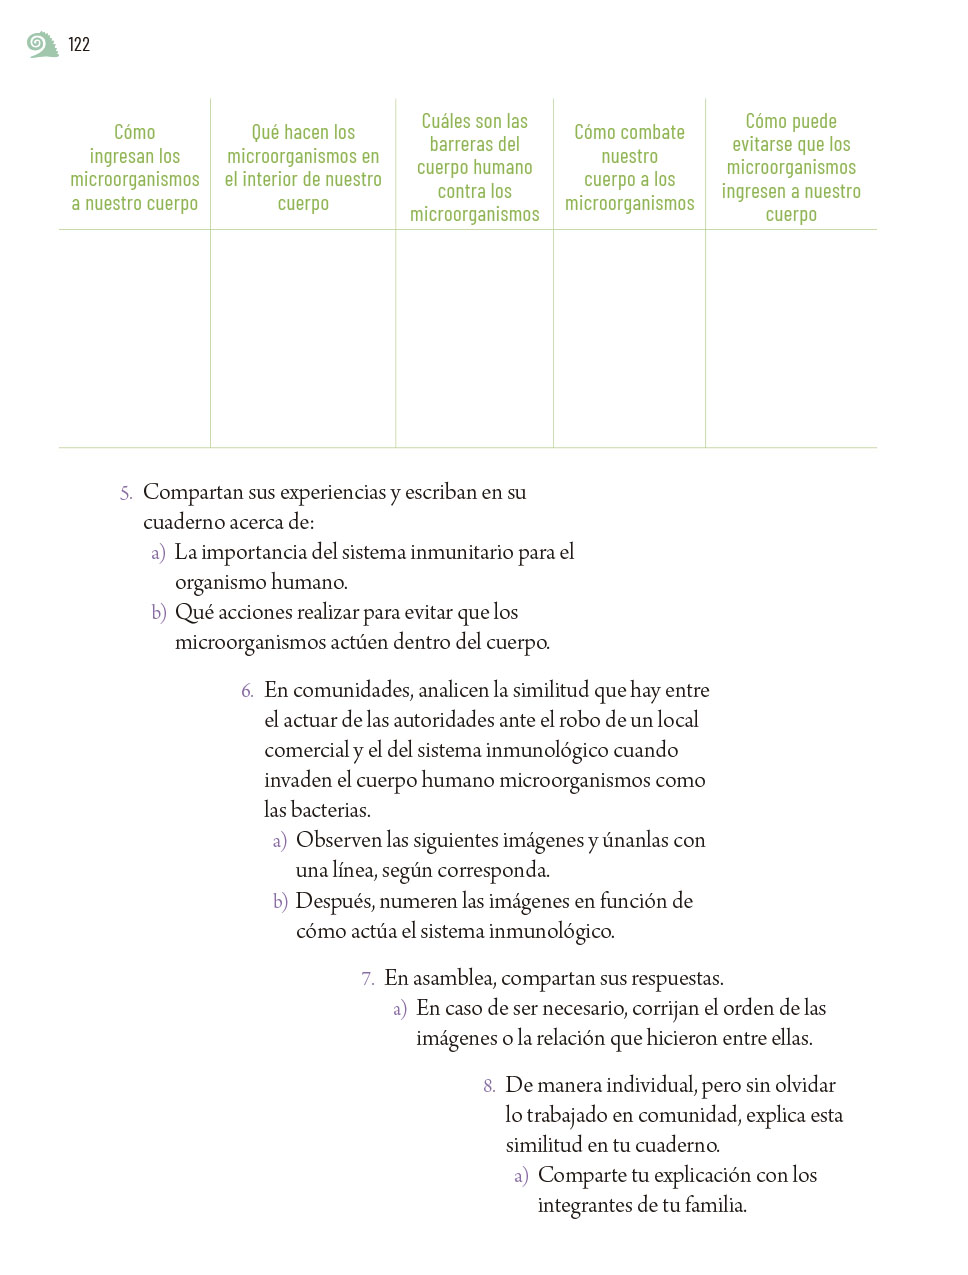 122
Cómo
ingresan los
microorganismos
a nuestro cuerpo
Qué hacen los
microorganismos en
el interior de nuestro
cuerpo
Cuáles son las
barreras del
cuerpo humano
contra los
microorganismos
Cómo combate
nuestro
cuerpo a los
microorganismos
Cómo puede
evitarse que los
microorganismos
ingresen a nuestro
cuerpo
5. Compartan sus experiencias y escriban en su
cuaderno acerca de:
a) La importancia del sistema inmunitario para el
organismo humano.
b) Qué acciones realizar para evitar que los
microorganismos actúen dentro del cuerpo.
6. En comunidades, analicen la similitud que hay entre
el actuar de las autoridades ante el robo de un local
comercial y el del sistema inmunológico cuando
invaden el cuerpo humano microorganismos como
las bacterias.
a) Observen las siguientes imágenes y únanlas con
una línea, según corresponda.
b) Después, numeren las imágenes en función de
cómo actúa el sistema inmunológico.
7. En asamblea, compartan sus respuestas.
a) En caso de ser necesario, corrijan el orden de las
imágenes o la relación que hicieron entre ellas.
8. De manera individual, pero sin olvidar
lo trabajado en comunidad, explica esta
similitud en tu cuaderno.
a) Comparte tu explicación con los
integrantes de tu familia.